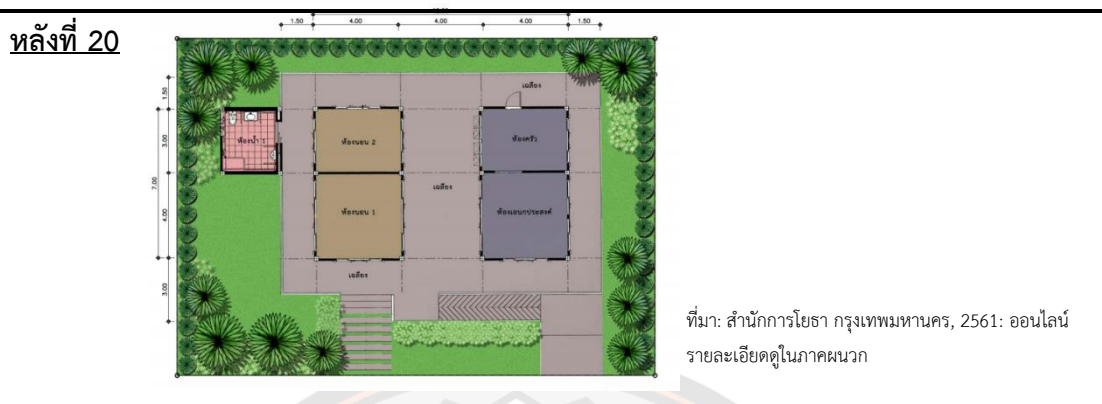 หลังที่ 20
1.50 4.00 4.00 4.00 1.50
เฉลียง
1.50
3.00
7.00
4.00
3.00
ห้องน้ำ 1
ห้องนอน 2
ห้องครัว
เฉลียง
ห้องนอน 1
ห้องเอนกประสงค์
เฉลียง
ที่มา: สำนักการโยธา กรุงเทพมหานคร, 2561: ออนไลน์
รายละเอียดดูในภาคผนวก